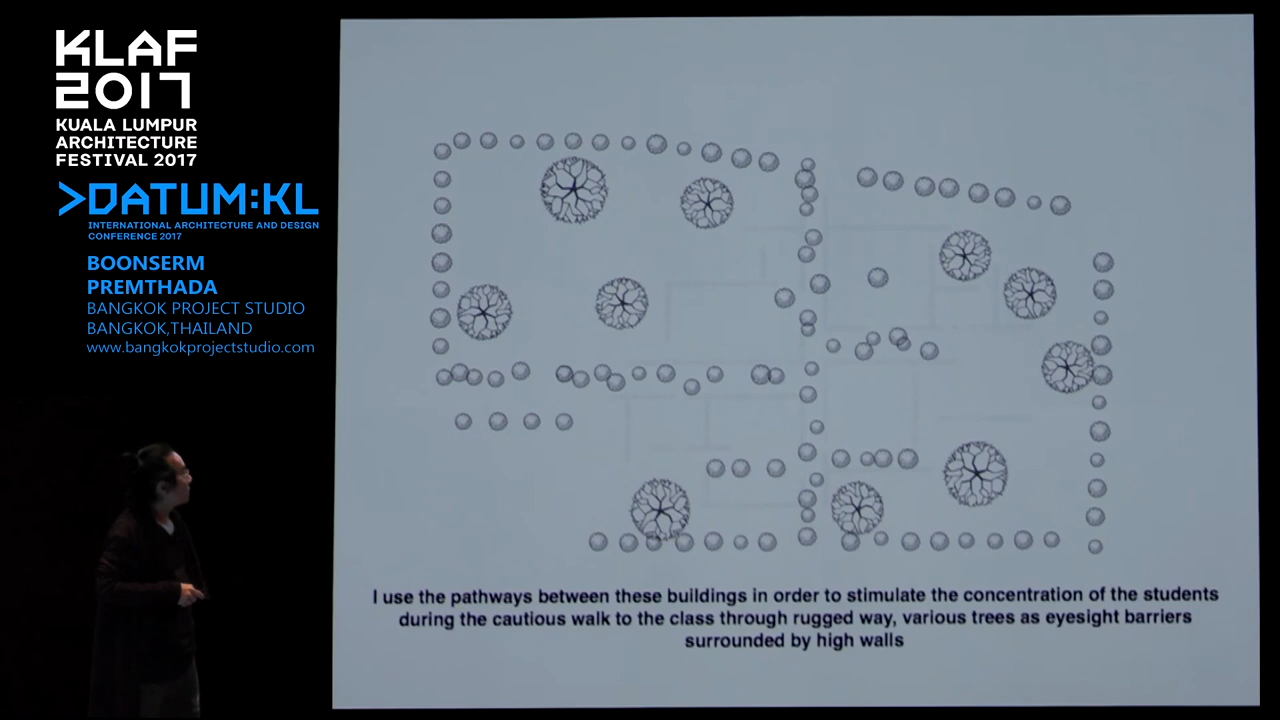 KLAF
2017
KUALA LUMPUR
ARCHITECTURE
FESTIVAL 2017
>DATUM:KL
INTERNATIONAL ARCHITECTURE AND DESIGN
CONFERENCE 2017
BOONSERM
PREMTHADA
BANGKOK PROJECT STUDIO
BANGKOK,THAILAND
www.bangkokprojectstudio.com
I use the pathways between these buildings in order to stimulate the concentration of the students
during the cautious walk to the class through rugged way, various trees as eyesight barriers
surrounded by high walls